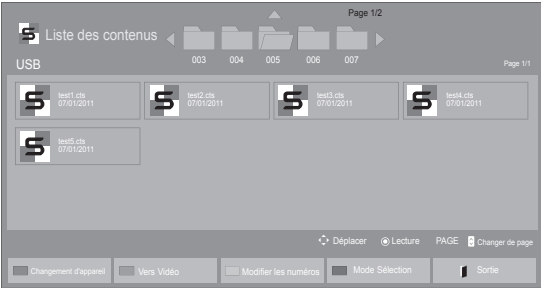 Page 1/2
Liste des contenus
003 004 005 006 007
USB
Page 1/1
test1.cts
07/01/2011
test2.cts
07/01/2011
test3.cts
07/01/2011
test4.cts
07/01/2011
test5.cts
07/01/2011
Déplacer Lecture PAGE Changer de page
Changement d'appareil Vers Vidéo Modifier les numéros Mode Sélection Sortie